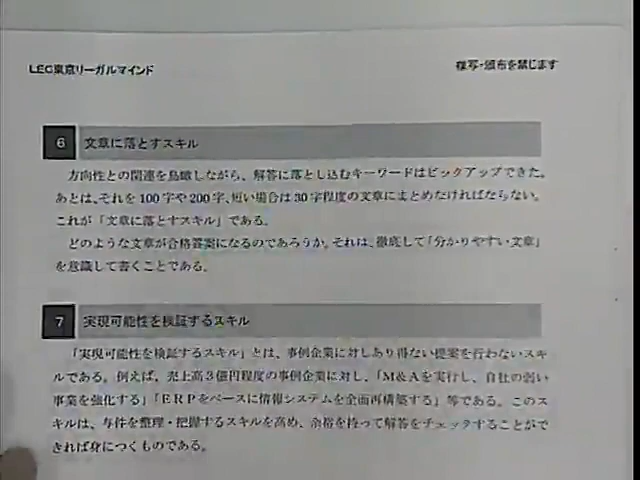 LEC東京リーガルマインド
複写・頒布を禁じます
6 文章に落とすスキル
方向性との関連を鳥瞰しながら、解答に落とし込むキーワードはピックアップできた。
あとは、それを100字や200字、短い場合は30字程度の文章にまとめなければならない。
これが「文章に落とすスキル」である。
どのような文章が合格答案になるのであろうか。それは、徹底して「分かりやすい文章」
を意識して書くことである。
7 実現可能性を検証するスキル
「実現可能性を検証するスキル」とは、事例企業に対しあり得ない提案を行わないスキ
ルである。例えば、売上高3億円程度の事例企業に対し、「M&Aを実行し、自社の弱い
事業を強化する」「ERPをベースに情報システムを全面再構築する」等である。このス
キルは、与件を整理・把握するスキルを高め、余裕を持って解答をチェックすることがで
きれば身につくものである。